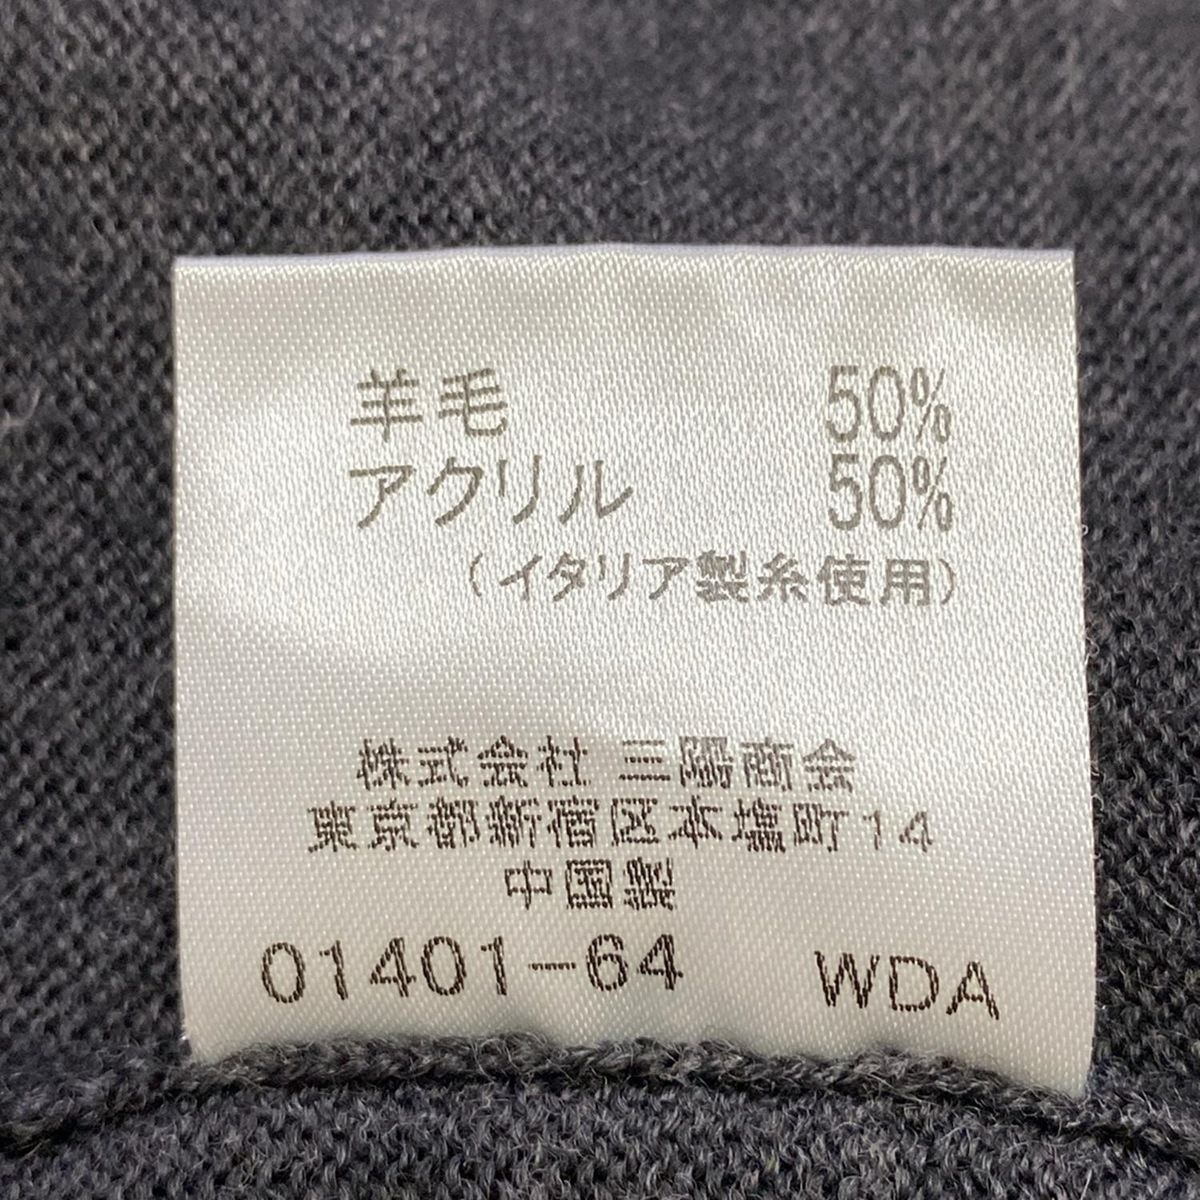 羊毛 50%
アクリル 50%
(イタリア製糸使用)
株式会社 三陽商会
東京都新宿区本塩町14
中国製
01401-64 WDA